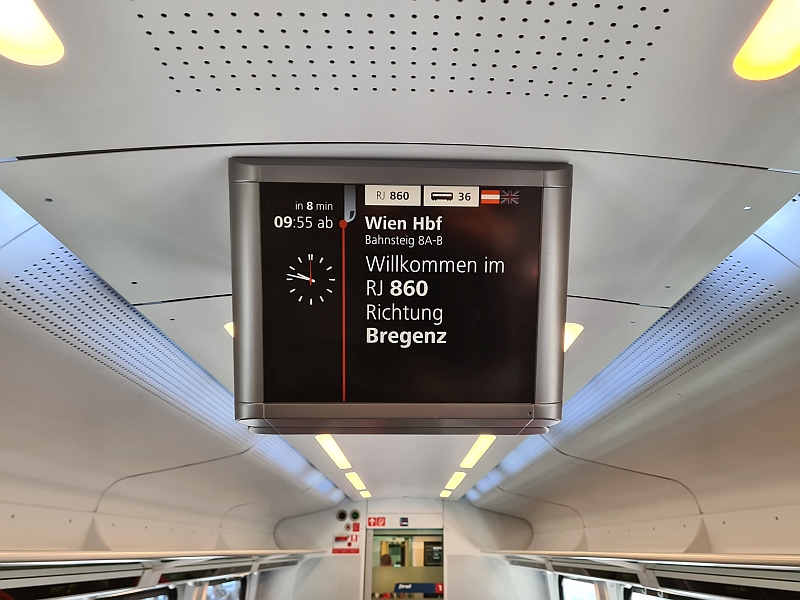 in 8 min
09:55 ab
RJ 860
36
Wien Hbf
Bahnsteig 8A-B
Willkommen im
RJ 860
Richtung
Bregenz